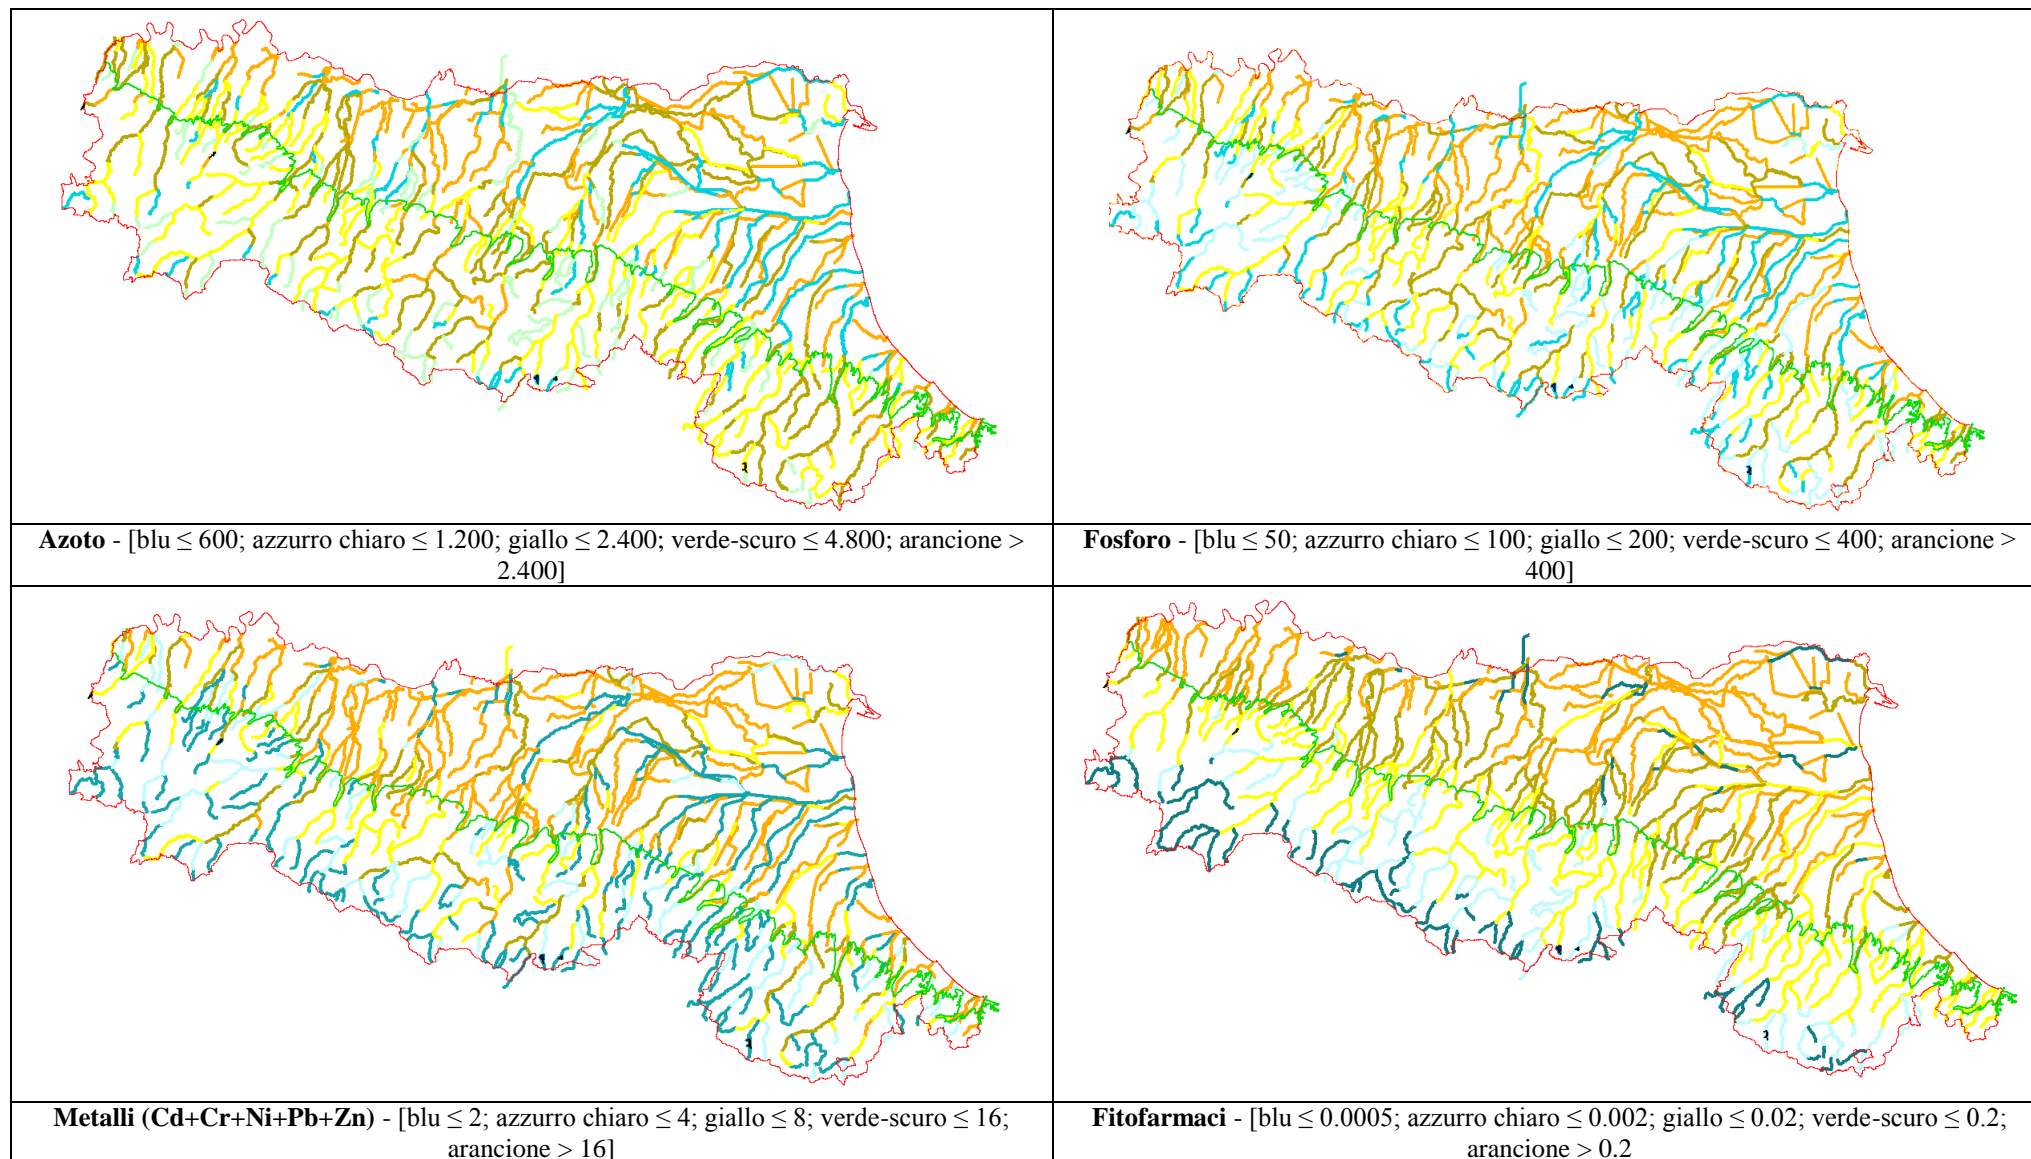 Azoto - [blu ≤ 600; azzurro chiaro ≤ 1.200; giallo ≤ 2.400; verde-scuro ≤ 4.800; arancione >
2.400]
Fosforo - [blu ≤ 50; azzurro chiaro ≤ 100; giallo ≤ 200; verde-scuro ≤ 400; arancione >
400]
Metalli (Cd+Cr+Ni+Pb+Zn) - [blu ≤ 2; azzurro chiaro ≤ 4; giallo ≤ 8; verde-scuro ≤ 16;
arancione > 16]
Fitofarmaci - [blu ≤ 0.0005; azzurro chiaro ≤ 0.002; giallo ≤ 0.02; verde-scuro ≤ 0.2;
arancione > 0.2